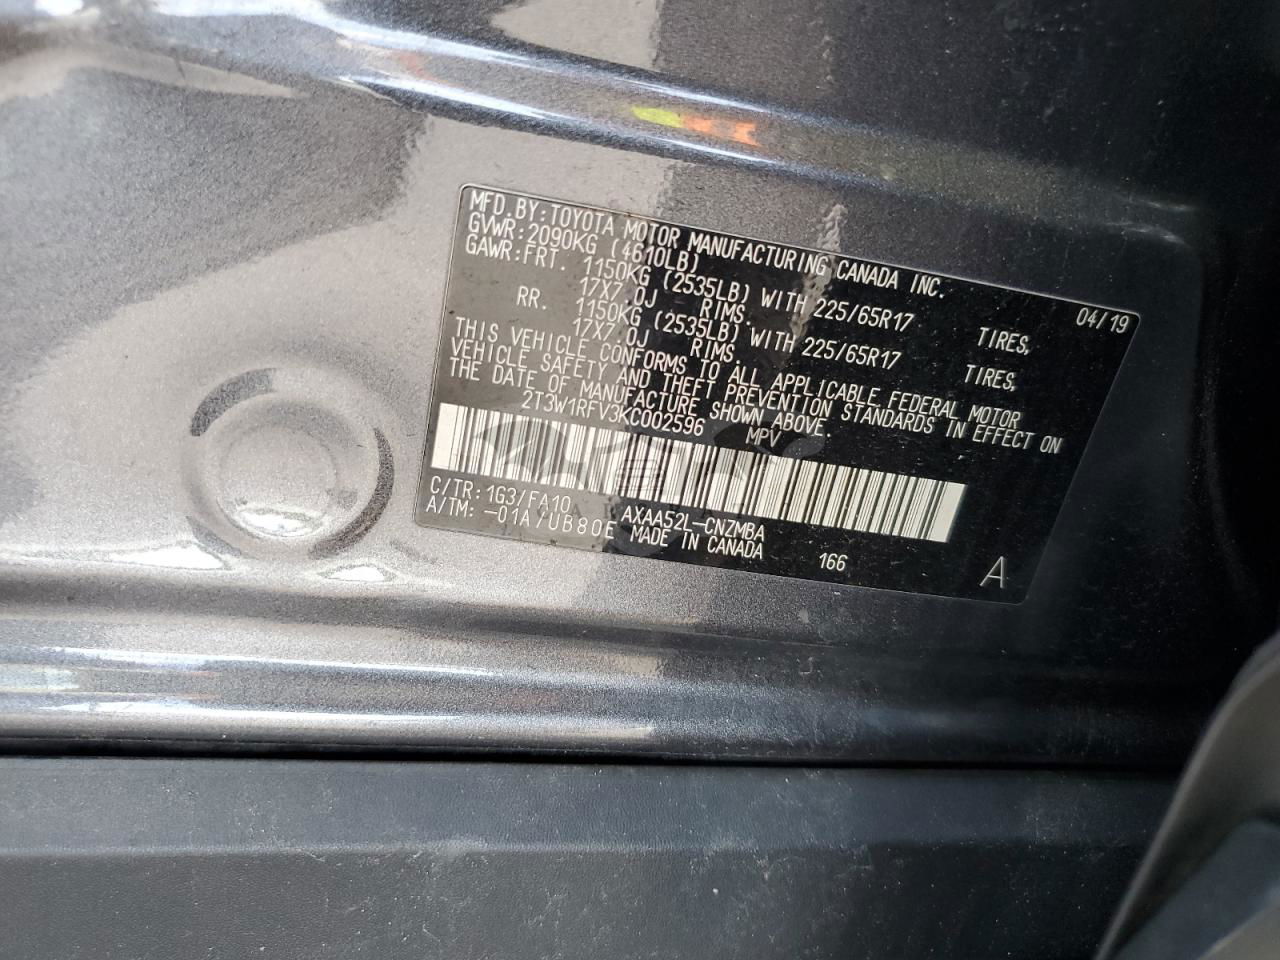 MFD.BY:TOYOTA MOTOR MANUFACTURING CANADA INC.
04/19
GVWR:2090KG (4610LB)
GAWR:FRT. 1150KG (2535LB) WITH 225/65R17 TIRES,
17X7.0J RIMS.
RR. 1150KG (2535LB) WITH 225/65R17 TIRES,
17X7.0J RIMS.
THIS VEHICLE CONFORMS TO ALL APPLICABLE FEDERAL MOTOR
VEHICLE SAFETY AND THEFT PREVENTION STANDARDS IN EFFECT ON
THE DATE OF MANUFACTURE SHOWN ABOVE.
2T3W1RFV3KC002596 MPV
C/TR:1G3/FA10 AXAA52L-CNZMBA
A/TM:-01A/UB80E MADE IN CANADA 166 A